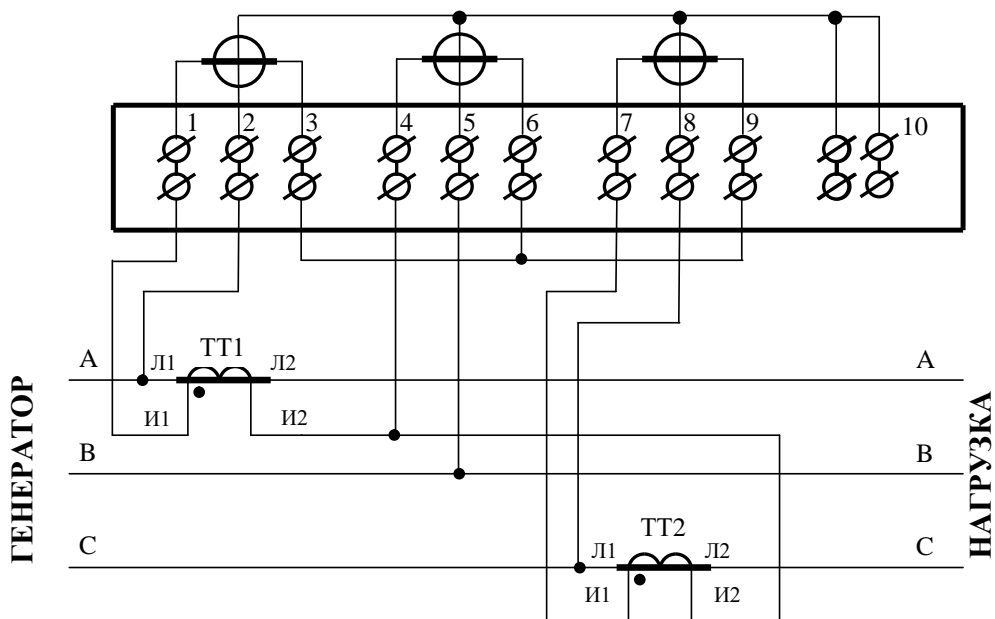 1 2 3 4 5 6 7 8 9 10
А Л1 ТТ1 Л2 А
И1 И2
В В
С Л1 ТТ2 Л2 С
И1 И2
ГЕНЕРАТОР
НАГРУЗКА